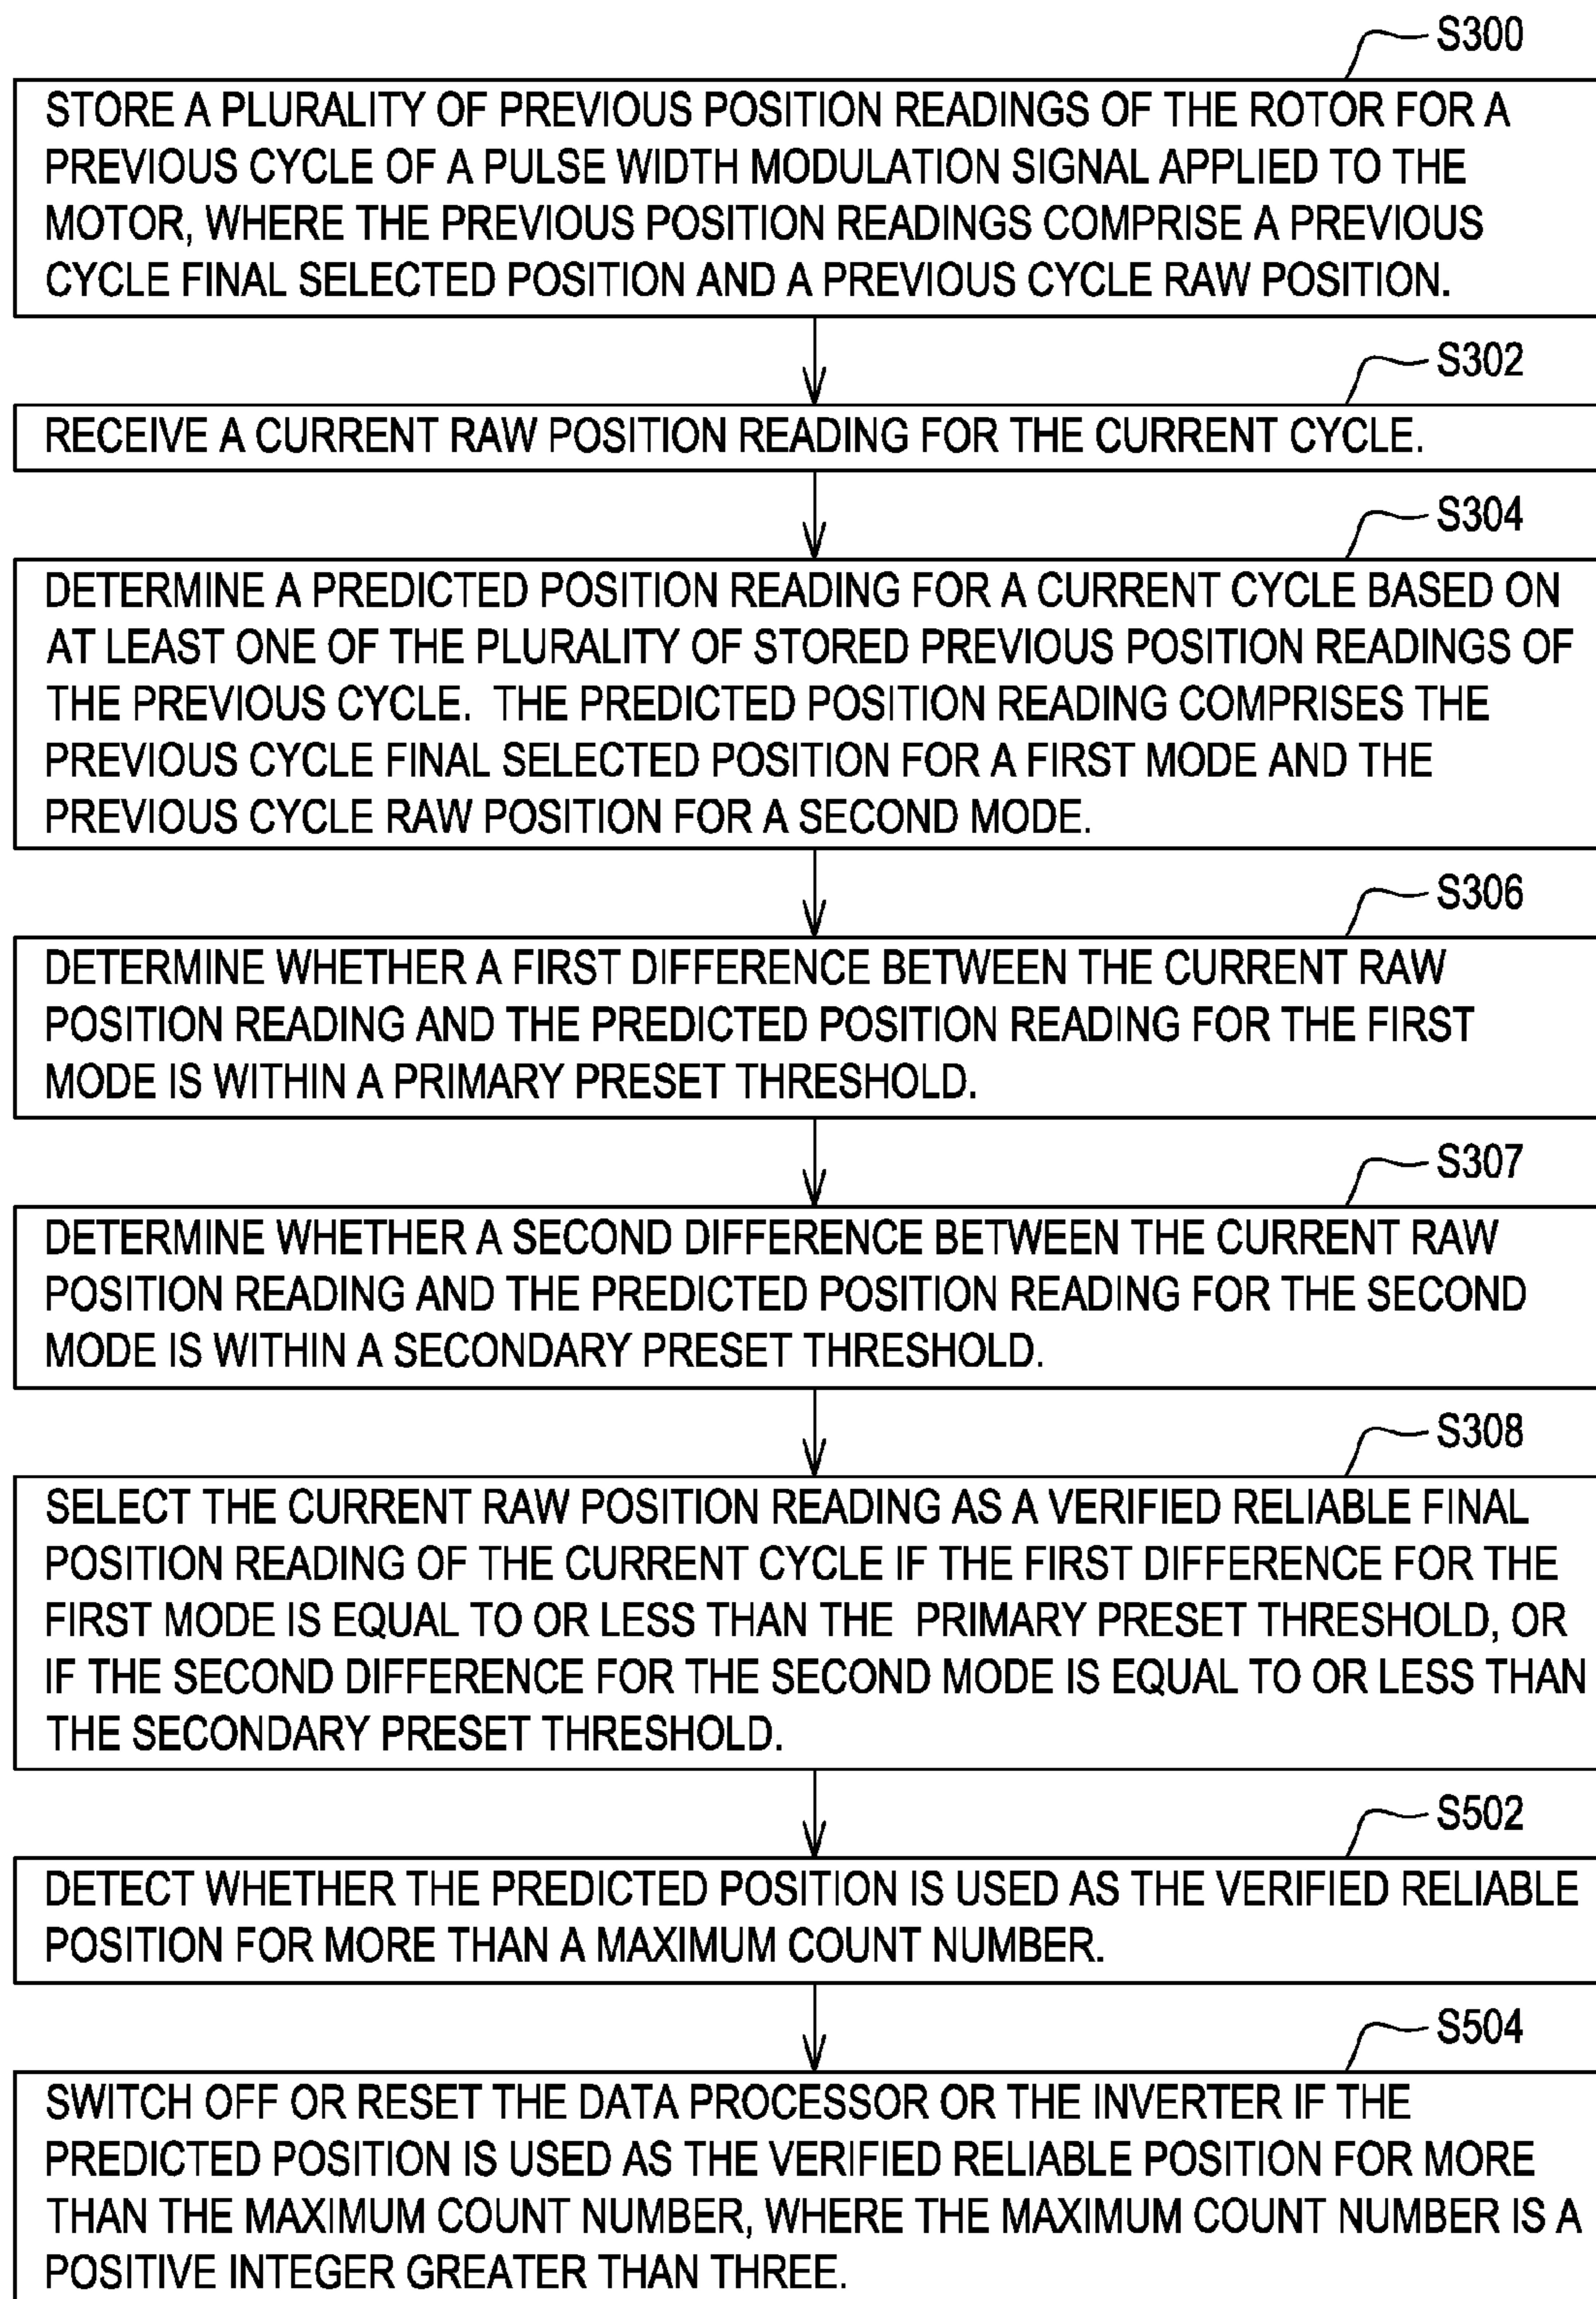 S300
STORE A PLURALITY OF PREVIOUS POSITION READINGS OF THE ROTOR FOR A
PREVIOUS CYCLE OF A PULSE WIDTH MODULATION SIGNAL APPLIED TO THE
MOTOR, WHERE THE PREVIOUS POSITION READINGS COMPRISE A PREVIOUS
CYCLE FINAL SELECTED POSITION AND A PREVIOUS CYCLE RAW POSITION.
S302
RECEIVE A CURRENT RAW POSITION READING FOR THE CURRENT CYCLE.
S304
DETERMINE A PREDICTED POSITION READING FOR A CURRENT CYCLE BASED ON
AT LEAST ONE OF THE PLURALITY OF STORED PREVIOUS POSITION READINGS OF
THE PREVIOUS CYCLE. THE PREDICTED POSITION READING COMPRISES THE
PREVIOUS CYCLE FINAL SELECTED POSITION FOR A FIRST MODE AND THE
PREVIOUS CYCLE RAW POSITION FOR A SECOND MODE.
S306
DETERMINE WHETHER A FIRST DIFFERENCE BETWEEN THE CURRENT RAW
POSITION READING AND THE PREDICTED POSITION READING FOR THE FIRST
MODE IS WITHIN A PRIMARY PRESET THRESHOLD.
S307
DETERMINE WHETHER A SECOND DIFFERENCE BETWEEN THE CURRENT RAW
POSITION READING AND THE PREDICTED POSITION READING FOR THE SECOND
MODE IS WITHIN A SECONDARY PRESET THRESHOLD.
S308
SELECT THE CURRENT RAW POSITION READING AS A VERIFIED RELIABLE FINAL
POSITION READING OF THE CURRENT CYCLE IF THE FIRST DIFFERENCE FOR THE
FIRST MODE IS EQUAL TO OR LESS THAN THE PRIMARY PRESET THRESHOLD, OR
IF THE SECOND DIFFERENCE FOR THE SECOND MODE IS EQUAL TO OR LESS THAN
THE SECONDARY PRESET THRESHOLD.
S502
DETECT WHETHER THE PREDICTED POSITION IS USED AS THE VERIFIED RELIABLE
POSITION FOR MORE THAN A MAXIMUM COUNT NUMBER.
S504
SWITCH OFF OR RESET THE DATA PROCESSOR OR THE INVERTER IF THE
PREDICTED POSITION IS USED AS THE VERIFIED RELIABLE POSITION FOR MORE
THAN THE MAXIMUM COUNT NUMBER, WHERE THE MAXIMUM COUNT NUMBER IS A
POSITIVE INTEGER GREATER THAN THREE.